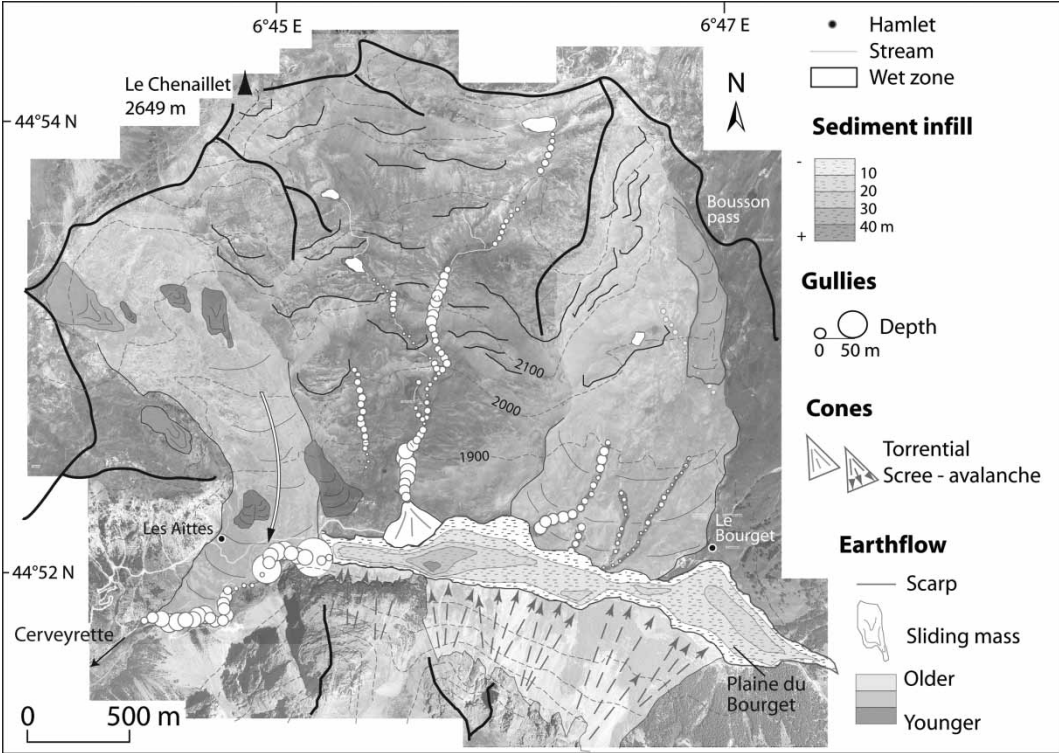 6°45 E
6°47 E
Le Chenaillet
2649 m
44°54 N
N
Bousson
pass
2100
2000
1900
Les Aittes
Le
Bourget
44°52 N
Cerveyrette
Plaine du
Bourget
0 500 m
Hamlet
Stream
Wet zone
Sediment infill
-
10
20
30
+ 40 m
Gullies
Depth
0 50 m
Cones
Torrential
Scree - avalanche
Earthflow
Scarp
Sliding mass
Older
Younger